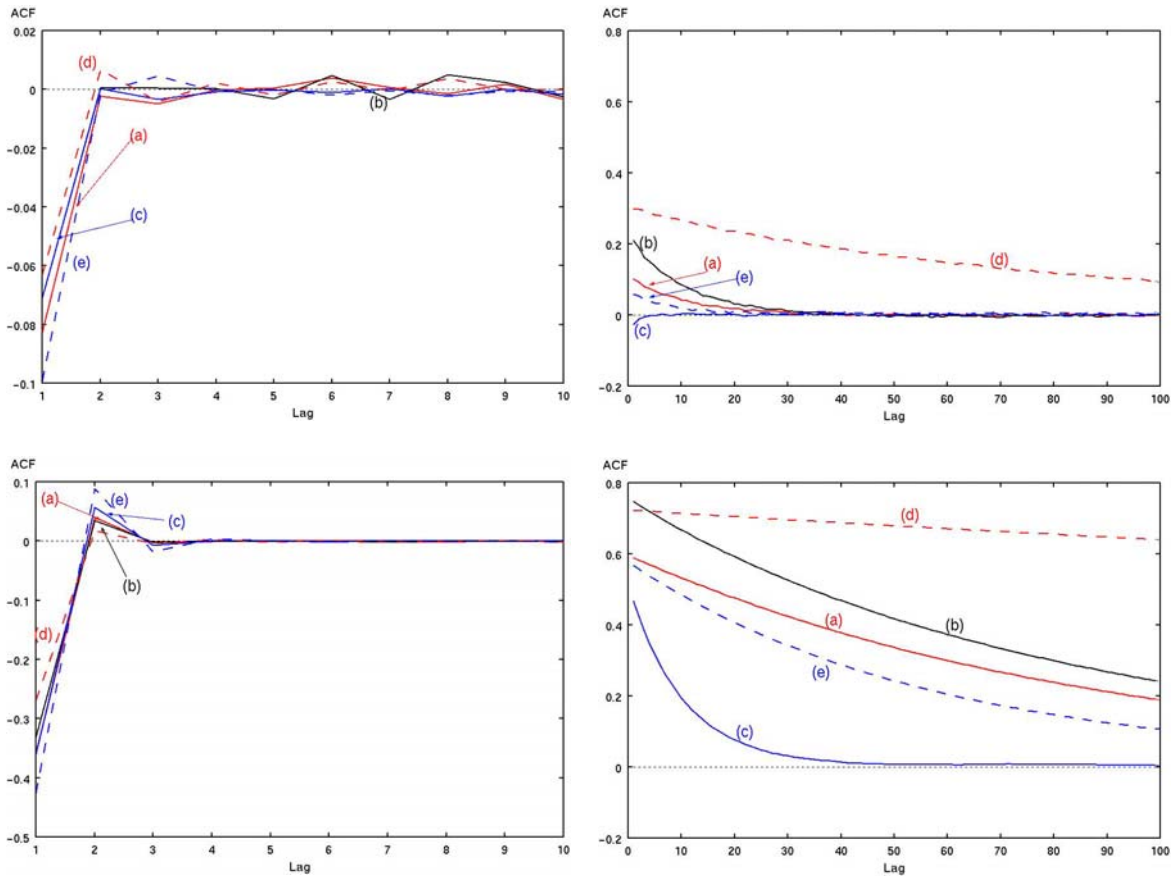 ACF
0.02
0
−0.02
−0.04
−0.06
−0.08
−0.1
1 2 3 4 5 6 7 8 9 10
Lag
(d)
(b)
(a)
(c)
(e)
ACF
0.8
0.6
0.4
0.2
0
−0.2
0 10 20 30 40 50 60 70 80 90 100
Lag
(b)
(a)
(e)
(d)
(c)
ACF
0.1
0
−0.1
−0.2
−0.3
−0.4
−0.5
1 2 3 4 5 6 7 8 9 10
Lag
(a)
(e)
(c)
(b)
(d)
ACF
0.8
0.6
0.4
0.2
0
−0.2
0 10 20 30 40 50 60 70 80 90 100
Lag
(d)
(a)
(b)
(e)
(c)